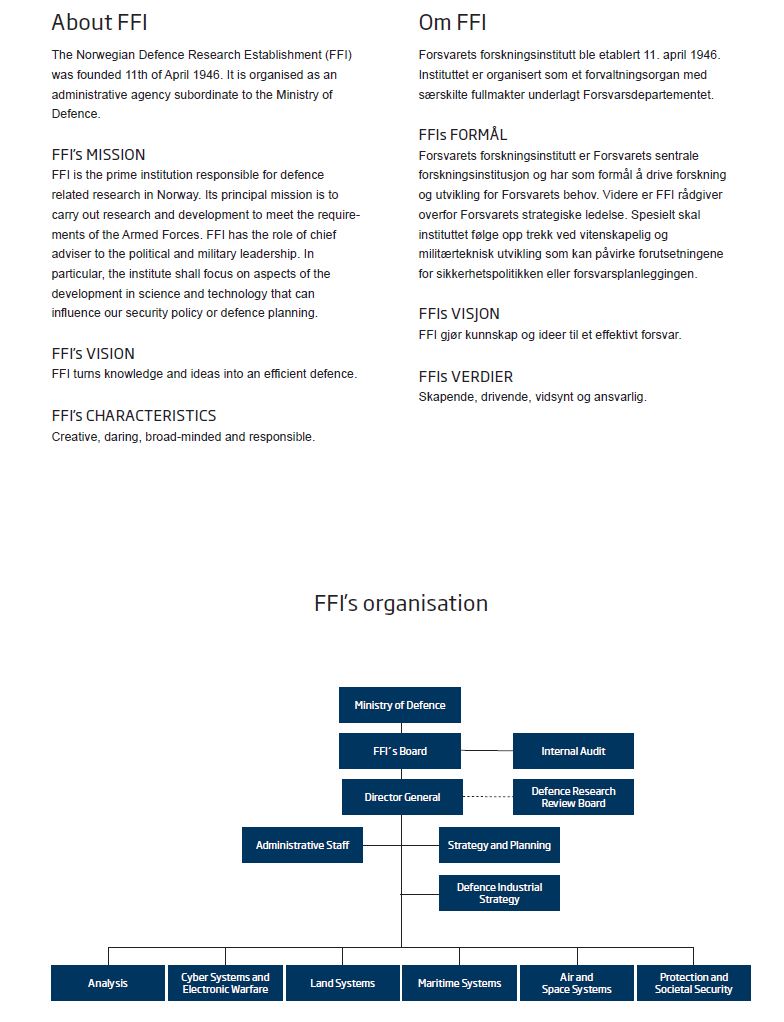 About FFI
The Norwegian Defence Research Establishment (FFI)
was founded 11th of April 1946. It is organised as an
administrative agency subordinate to the Ministry of
Defence.
FFI's MISSION
FFI is the prime institution responsible for defence
related research in Norway. Its principal mission is to
carry out research and development to meet the require-
ments of the Armed Forces. FFI has the role of chief
adviser to the political and military leadership. In
particular, the institute shall focus on aspects of the
development in science and technology that can
influence our security policy or defence planning.
FFI's VISION
FFI turns knowledge and ideas into an efficient defence.
FFI's CHARACTERISTICS
Creative, daring, broad-minded and responsible.
Om FFI
Forsvarets forskningsinstitutt ble etablert 11. april 1946.
Instituttet er organisert som et forvaltningsorgan med
særskilte fullmakter underlagt Forsvarsdepartementet.
FFIs FORMÅL
Forsvarets forskningsinstitutt er Forsvarets sentrale
forskningsinstitusjon og har som formål å drive forskning
og utvikling for Forsvarets behov. Videre er FFI rådgiver
overfor Forsvarets strategiske ledelse. Spesielt skal
instituttet følge opp trekk ved vitenskapelig og
militærteknisk utvikling som kan påvirke forutsetningene
for sikkerhetspolitikken eller forsvarsplanleggingen.
FFIs VISJON
FFI gjør kunnskap og ideer til et effektivt forsvar.
FFIs VERDIER
Skapende, drivende, vidsynt og ansvarlig.
FFI's organisation
Ministry of Defence
FFI´s Board
Internal Audit
Director General
Defence Research
Review Board
Administrative Staff
Strategy and Planning
Defence Industrial
Strategy
Analysis
Cyber Systems and
Electronic Warfare
Land Systems
Maritime Systems
Air and
Space Systems
Protection and
Societal Security